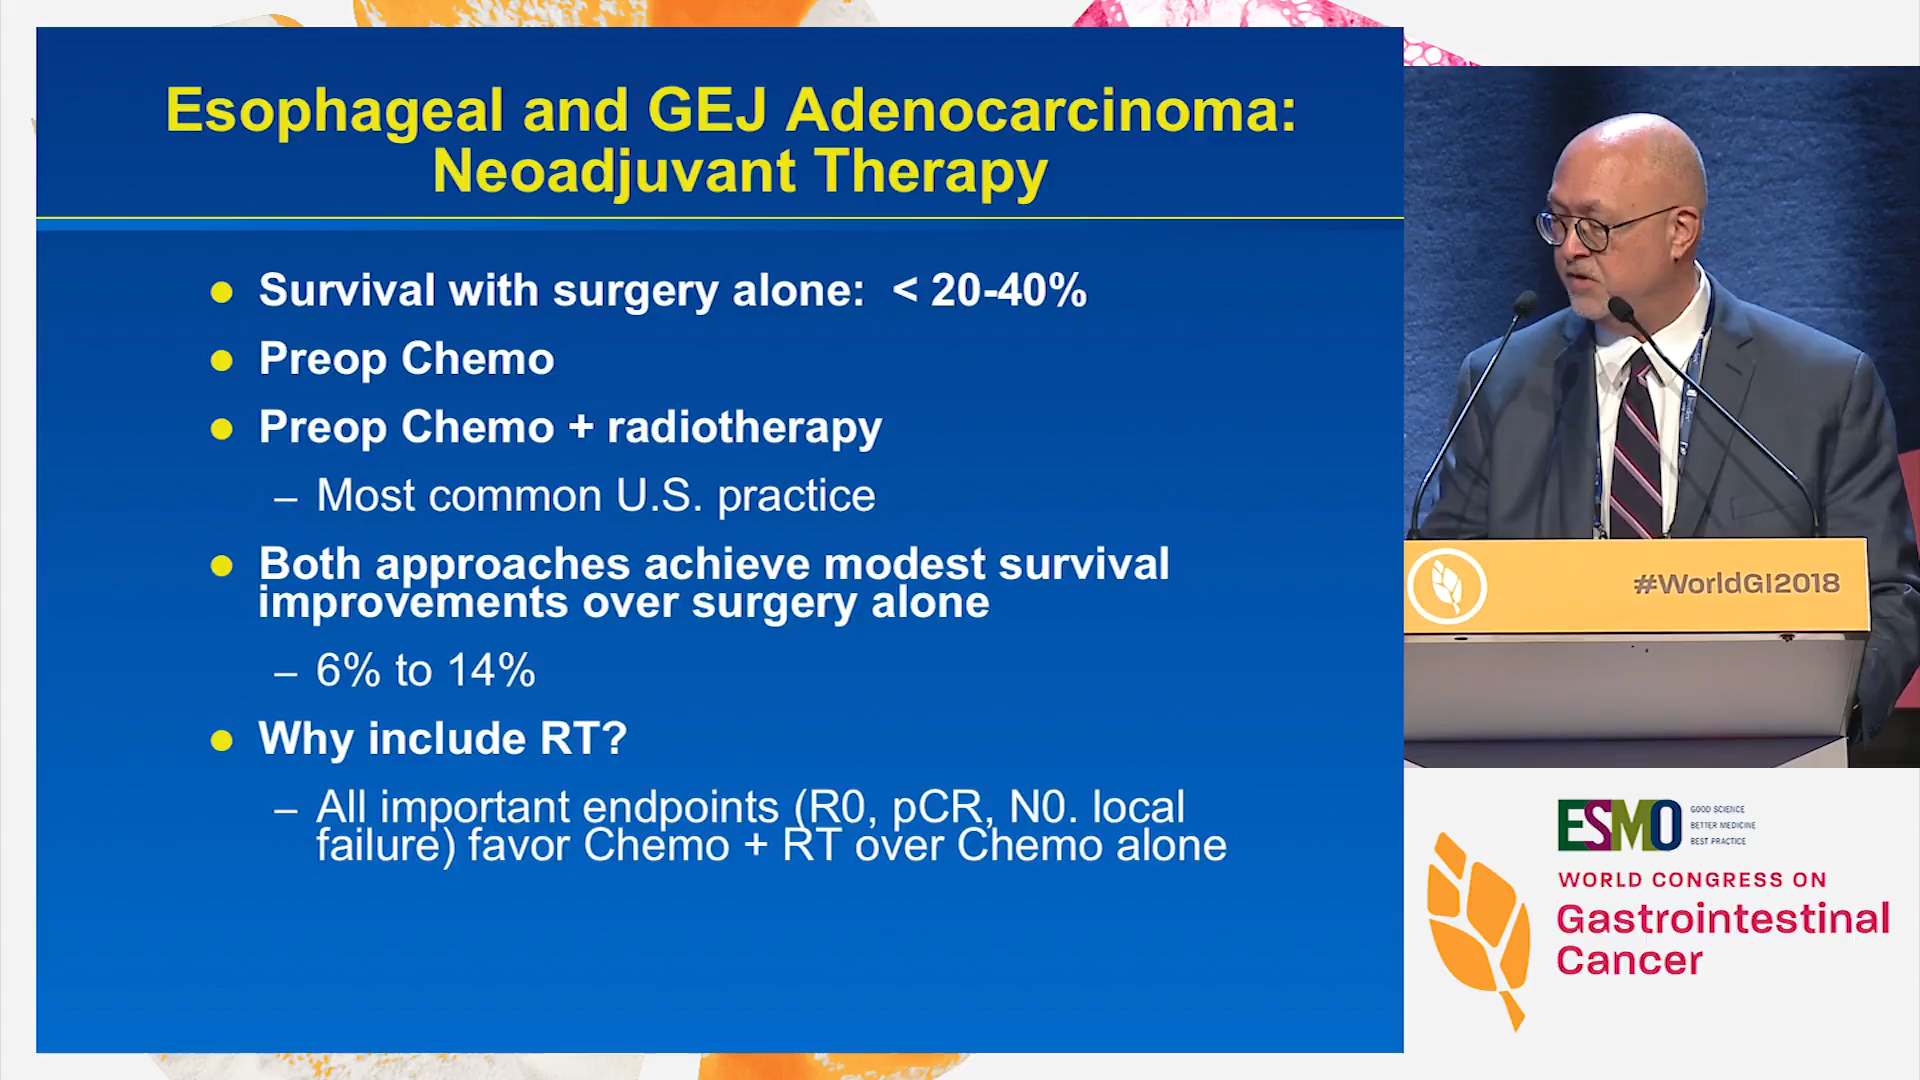 Esophageal and GEJ Adenocarcinoma:
Neoadjuvant Therapy
Survival with surgery alone: < 20-40%
Preop Chemo
Preop Chemo + radiotherapy
– Most common U.S. practice
Both approaches achieve modest survival
improvements over surgery alone
– 6% to 14%
Why include RT?
– All important endpoints (R0, pCR, N0. local
failure) favor Chemo + RT over Chemo alone
#WorldGI2018
ESMO
GOOD SCIENCE
BETTER MEDICINE
BEST PRACTICE
WORLD CONGRESS ON
Gastrointestinal
Cancer